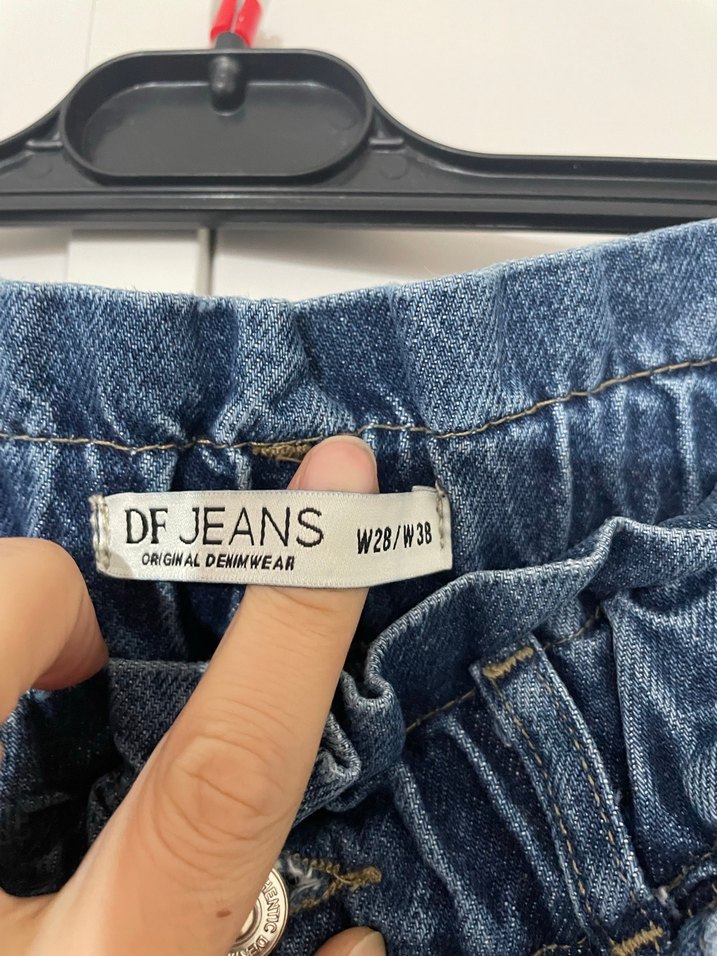 DF JEANS
ORIGINAL DENIMWEAR
W28/W38